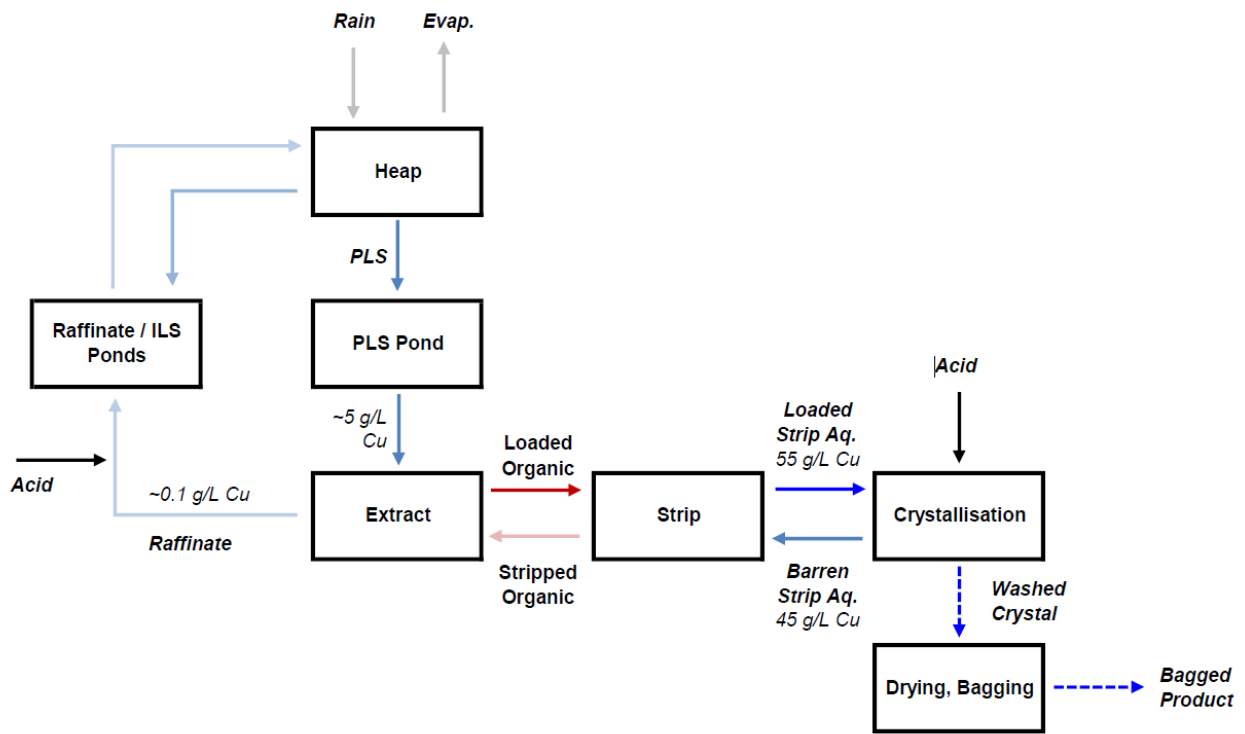 Rain
Evap.
Heap
PLS
Raffinate / ILS
Ponds
PLS Pond
~5 g/L
Cu
Acid
~0.1 g/L Cu
Raffinate
Extract
Loaded
Organic
Stripped
Organic
Strip
Loaded
Strip Aq.
55 g/L Cu
Barren
Strip Aq.
45 g/L Cu
Acid
Crystallisation
Washed
Crystal
Drying, Bagging
Bagged
Product